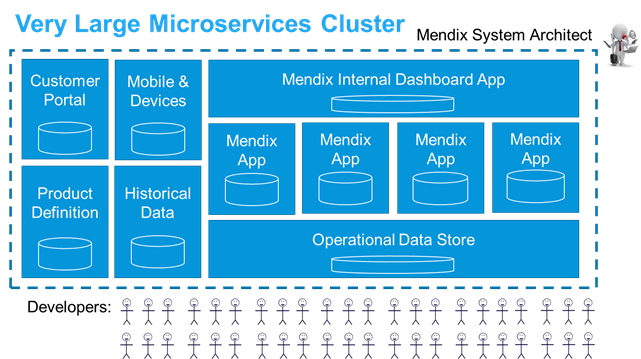 Very Large Microservices Cluster
Mendix System Architect
Customer
Portal
Mobile &
Devices
Mendix Internal Dashboard App
Mendix
App
Mendix
App
Mendix
App
Mendix
App
Product
Definition
Historical
Data
Operational Data Store
Developers: